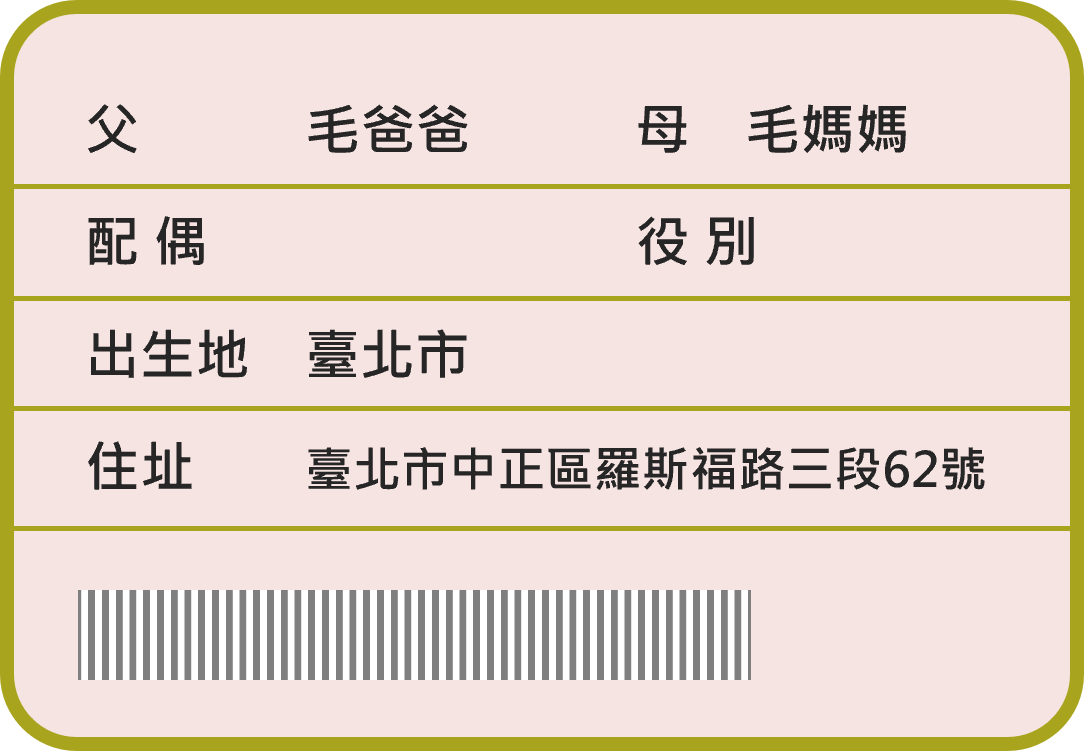 父 毛爸爸 母 毛媽媽
配偶 役別
出生地 臺北市
住址 臺北市中正區羅斯福路三段62號